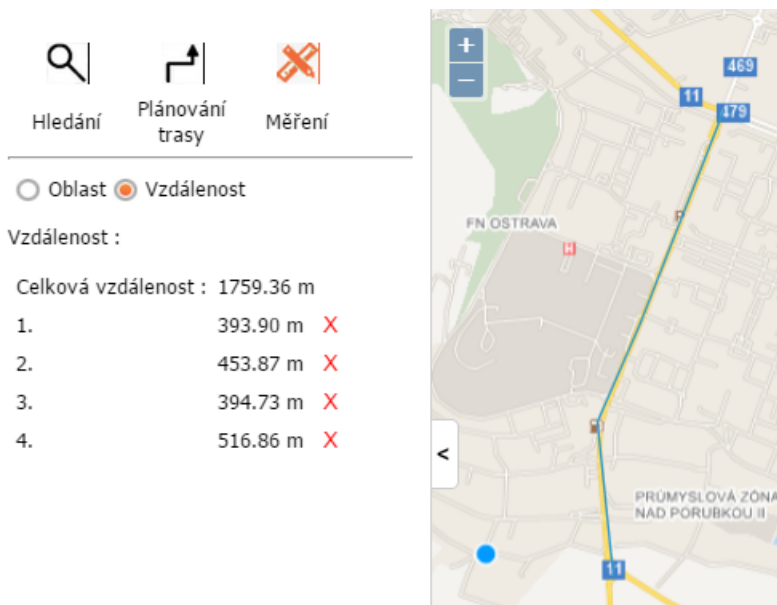 Hledání
Plánování
trasy
Měření
Oblast
Vzdálenost
Vzdálenost :
Celková vzdálenost : 1759.36 m
1. 393.90 m X
2. 453.87 m X
3. 394.73 m X
4. 516.86 m X
+
−
469
11
479
P
FN OSTRAVA
H
<
PRŮMYSLOVÁ ZÓNA
NAD PORUBKOU II
11